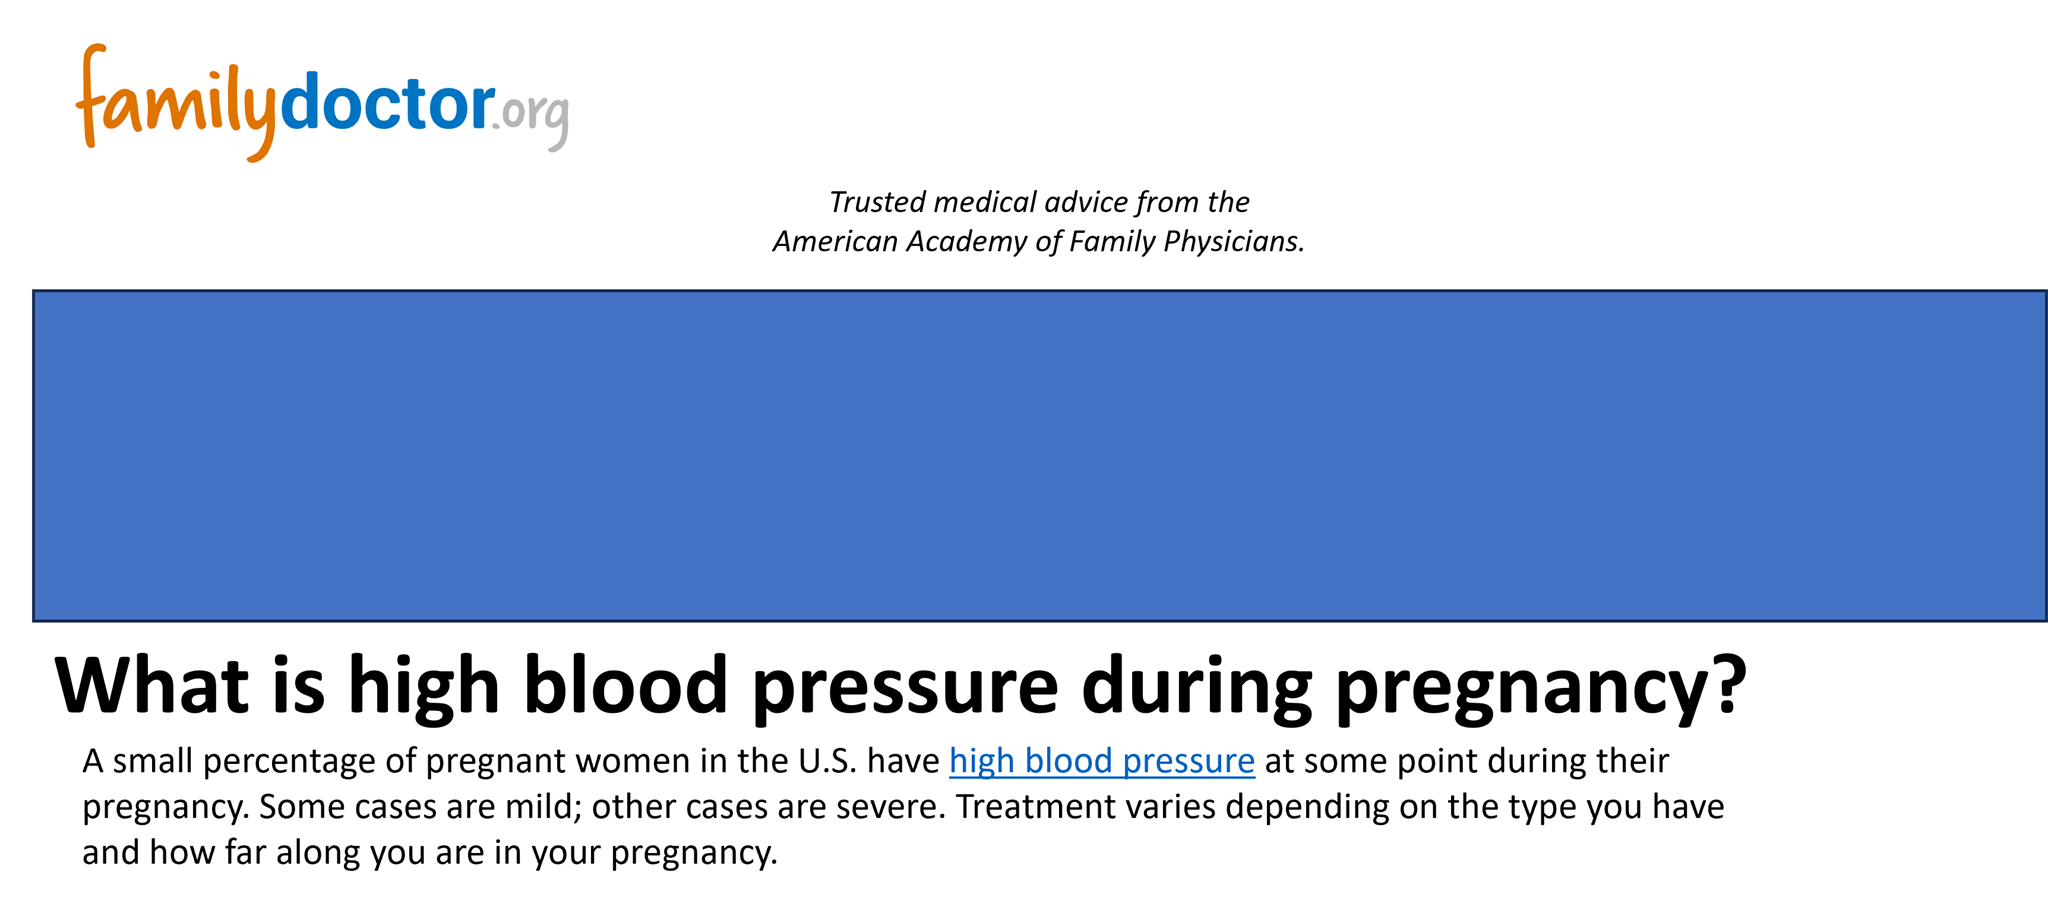 familydoctor.org
Trusted medical advice from the
American Academy of Family Physicians.
What is high blood pressure during pregnancy?
A small percentage of pregnant women in the U.S. have high blood pressure at some point during their
pregnancy. Some cases are mild; other cases are severe. Treatment varies depending on the type you have
and how far along you are in your pregnancy.